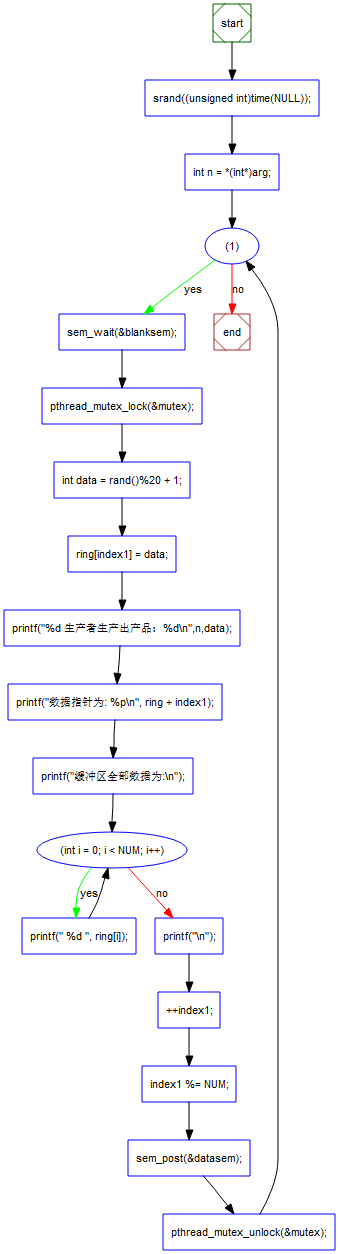 start
srand((unsigned int)time(NULL));
int n = *(int*)arg;
(1)
yes
no
sem_wait(&blanksem);
end
pthread_mutex_lock(&mutex);
int data = rand()%20 + 1;
ring[index1] = data;
printf("%d 生产者生产出产品：%d\n",n,data);
printf("数据指针为: %p\n", ring + index1);
printf("缓冲区全部数据为:\n");
(int i = 0; i < NUM; i++)
yes
no
printf(" %d ", ring[i]);
printf("\n");
++index1;
index1 %= NUM;
sem_post(&datasem);
pthread_mutex_unlock(&mutex);